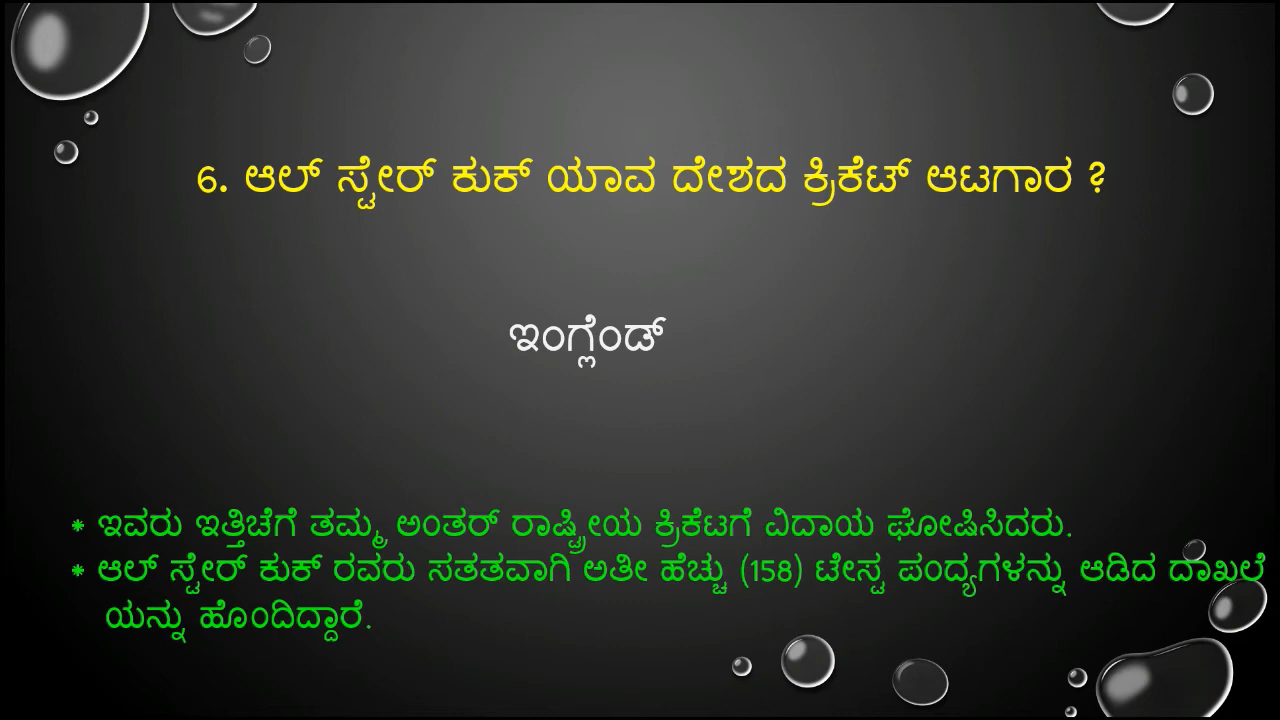 6. ಆಲ್ ಸ್ಟೇರ್ ಕುಕ್ ಯಾವ ದೇಶದ ಕ್ರಿಕೆಟ್ ಆಟಗಾರ ?
ಇಂಗ್ಲೆಂಡ್
* ಇವರು ಇತ್ತಿಚೆಗೆ ತಮ್ಮ ಅಂತರ್ ರಾಷ್ಟ್ರೀಯ ಕ್ರಿಕೆಟಗೆ ವಿದಾಯ ಘೋಷಿಸಿದರು.
* ಆಲ್ ಸ್ಟೇರ್ ಕುಕ್ ರವರು ಸತತವಾಗಿ ಅತೀ ಹೆಚ್ಚು (158) ಟೇಸ್ಟ ಪಂದ್ಯಗಳನ್ನು ಆಡಿದ ದಾಖಲೆ
ಯನ್ನು ಹೊಂದಿದ್ದಾರೆ.